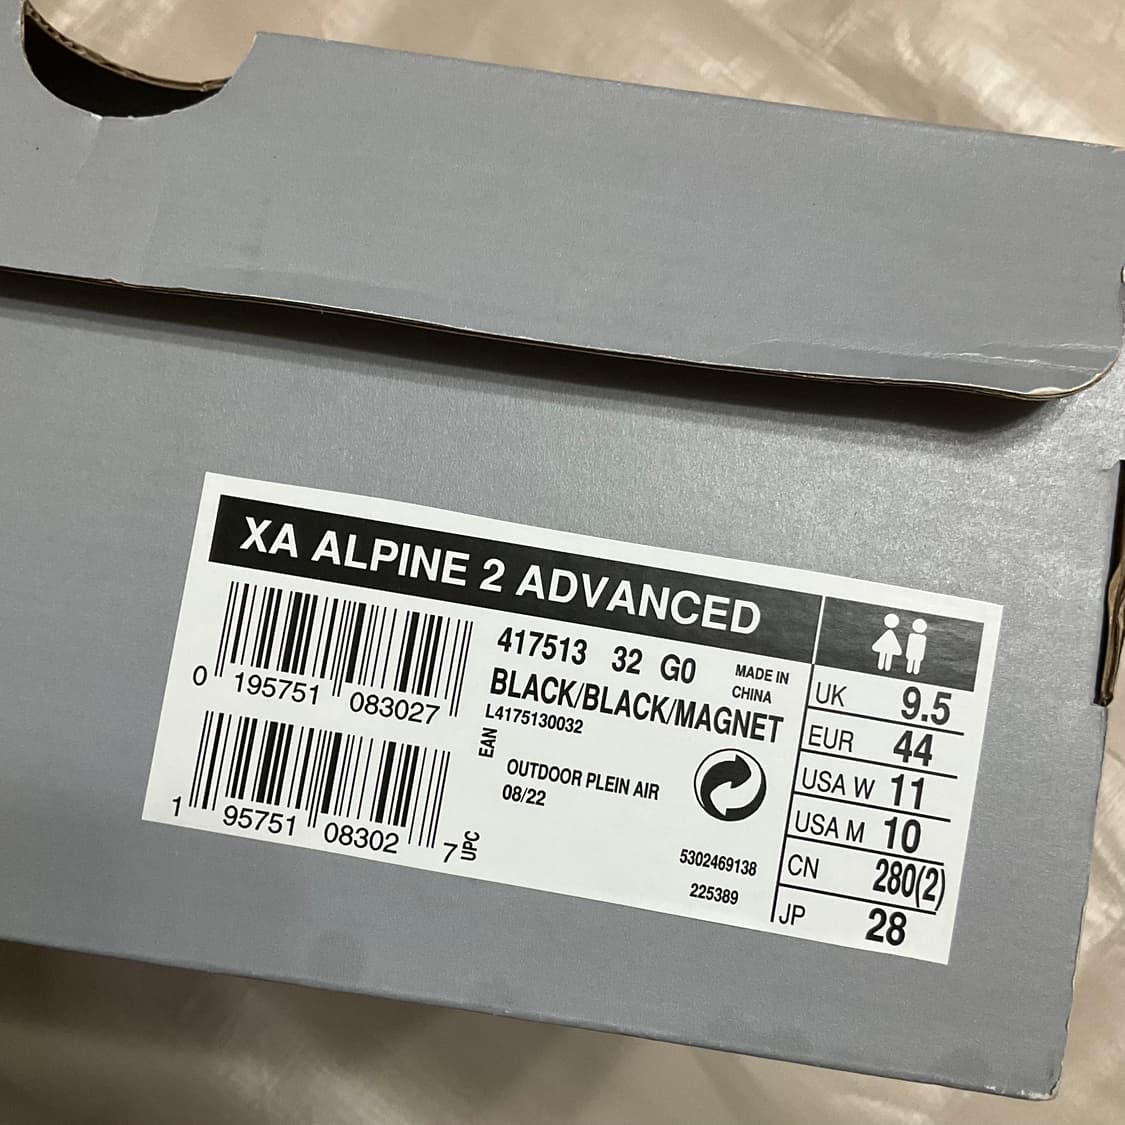 XA ALPINE 2 ADVANCED
0 195751 083027
EAN
1 95751 08302 7
UPC
417513 32 G0
MADE IN
CHINA
BLACK/BLACK/MAGNET
L4175130032
OUTDOOR PLEIN AIR
08/22
5302469138
225389
UK 9.5
EUR 44
USA W 11
USA M 10
CN 280(2)
JP 28